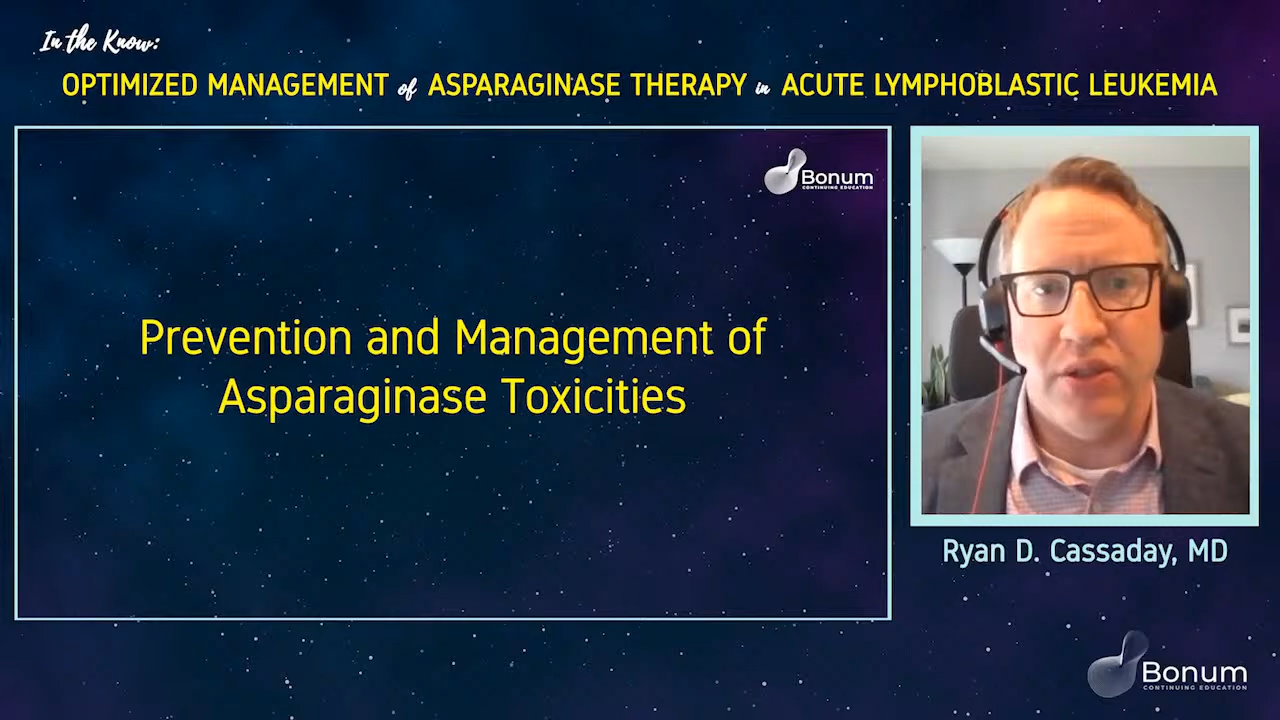 In the Know:
OPTIMIZED MANAGEMENT of ASPARAGINASE THERAPY in ACUTE LYMPHOBLASTIC LEUKEMIA
Bonum
CONTINUING EDUCATION
Prevention and Management of
Asparaginase Toxicities
Ryan D. Cassaday, MD
Bonum
CONTINUING EDUCATION